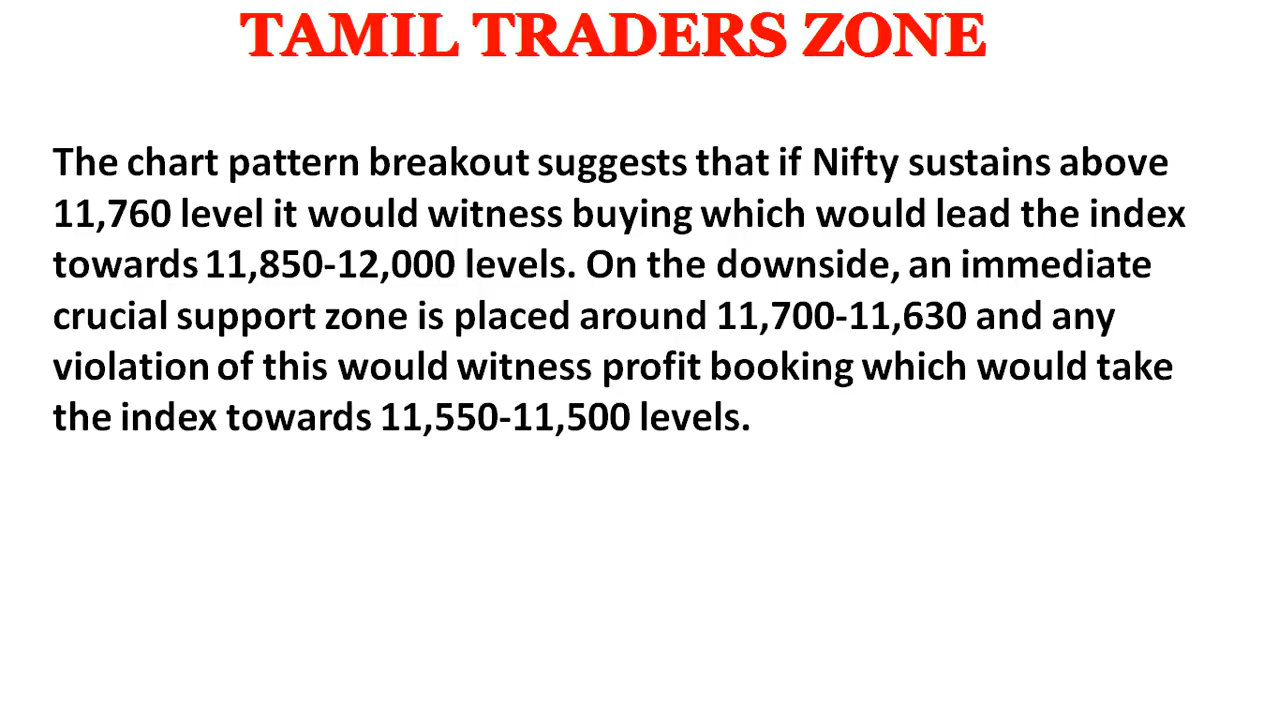 TAMIL TRADERS ZONE
The chart pattern breakout suggests that if Nifty sustains above
11,760 level it would witness buying which would lead the index
towards 11,850-12,000 levels. On the downside, an immediate
crucial support zone is placed around 11,700-11,630 and any
violation of this would witness profit booking which would take
the index towards 11,550-11,500 levels.